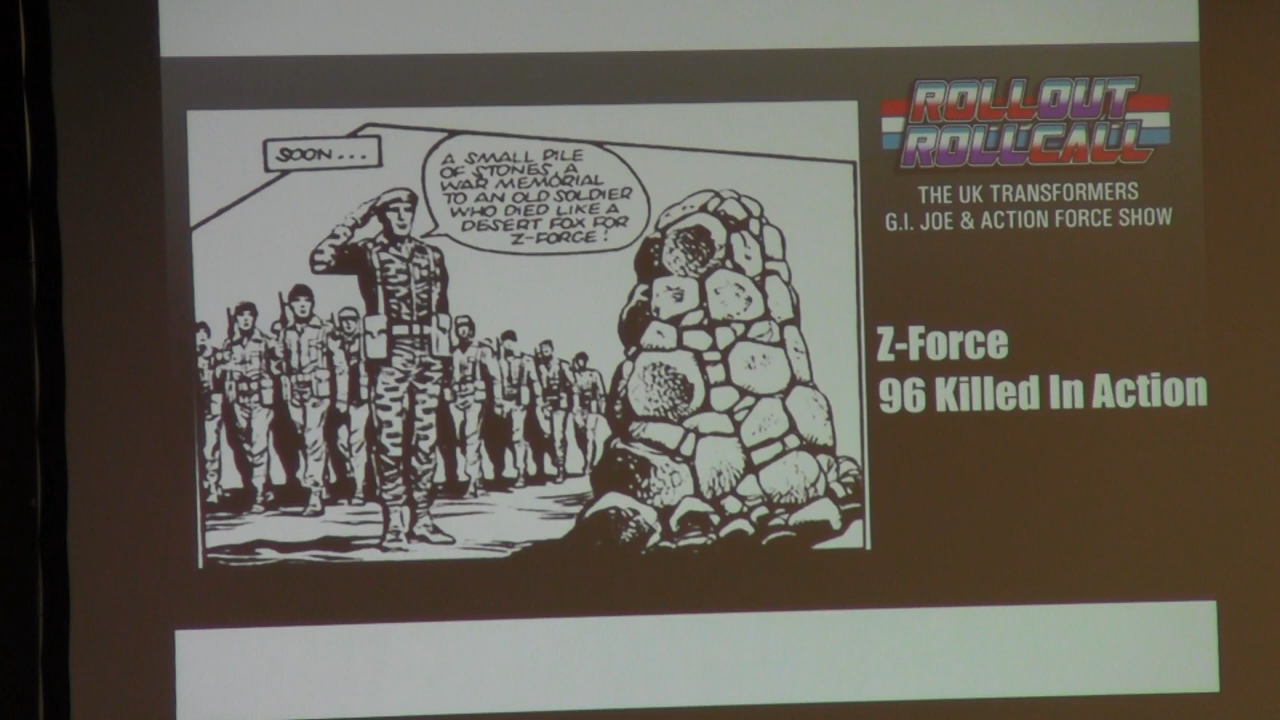 SOON...
A SMALL PILE
OF STONES, A
WAR MEMORIAL
TO AN OLD SOLDIER
WHO DIED LIKE A
DESERT FOX FOR
Z-FORCE!
ROLLOUT
ROLLCALL
THE UK TRANSFORMERS
G.I. JOE & ACTION FORCE SHOW
Z-Force
96 Killed In Action